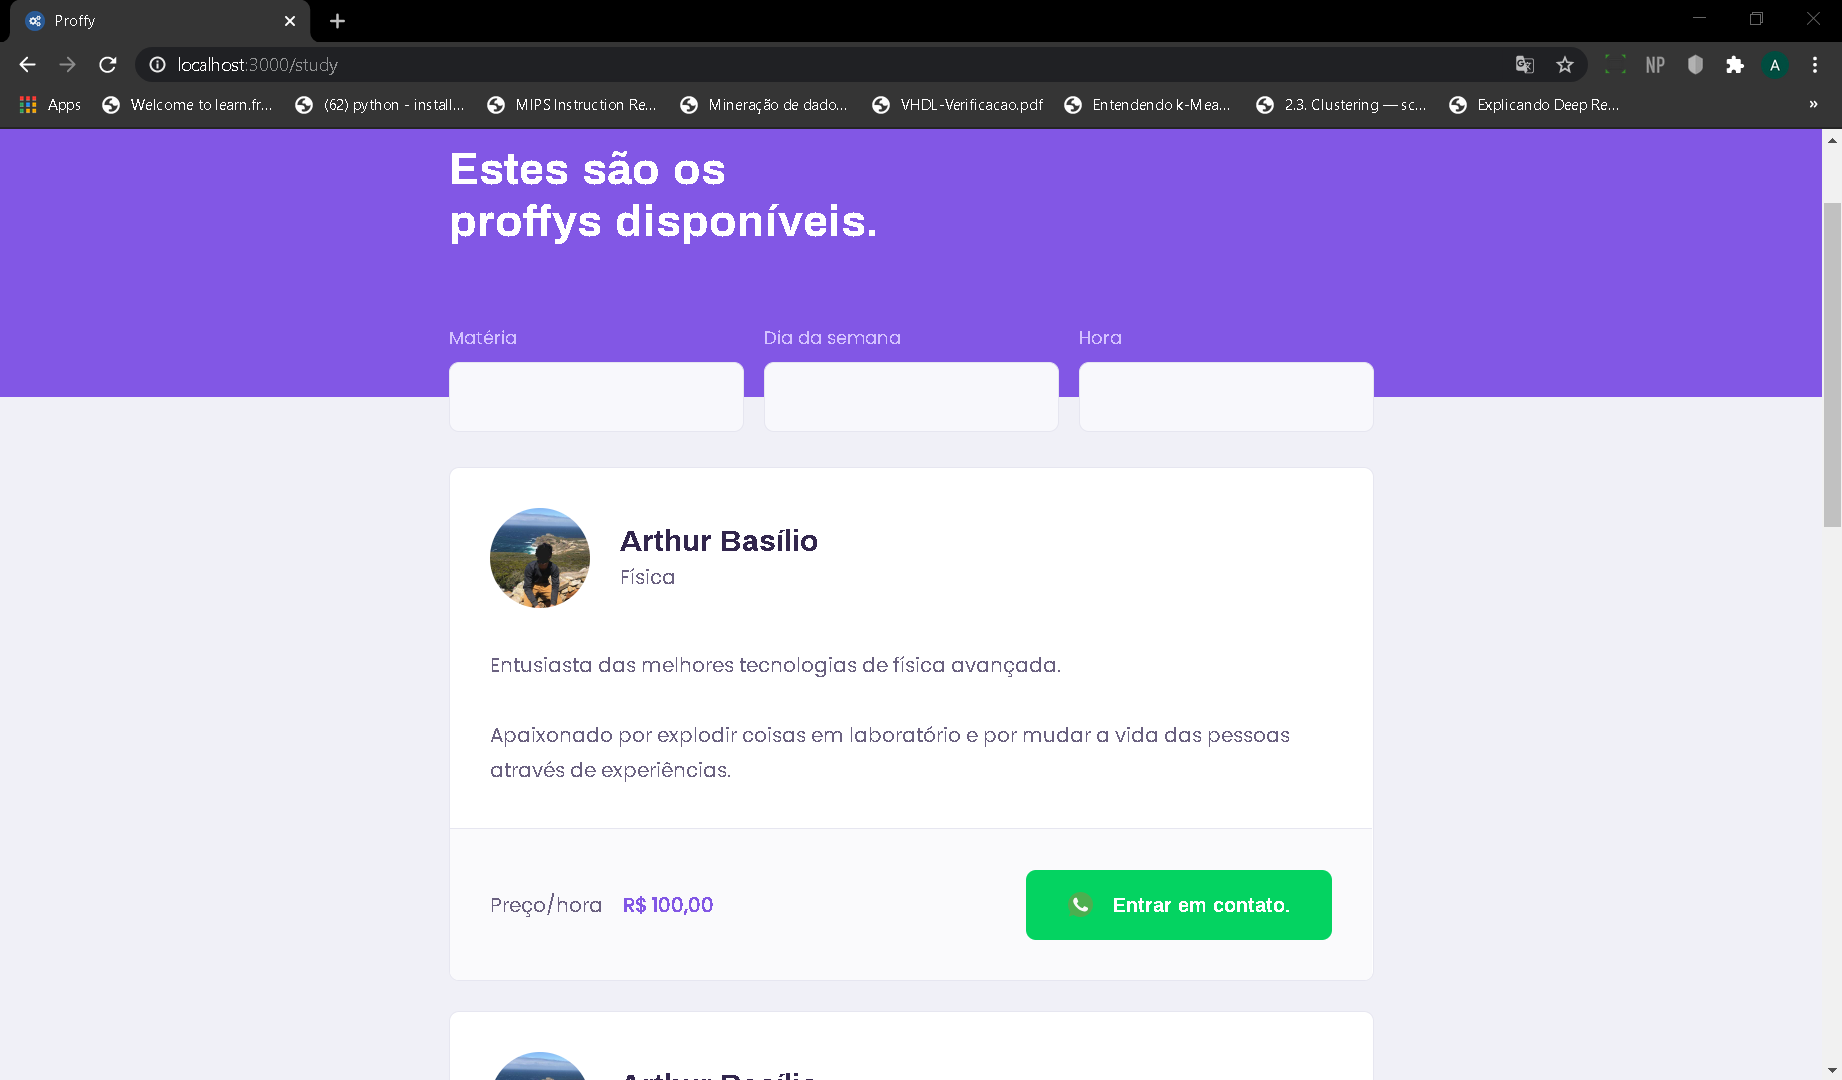 Proffy
localhost:3000/study
NP
A
Apps
Welcome to learn.fr...
(62) python - install...
MIPS Instruction Re...
Mineração de dado...
VHDL-Verificacao.pdf
Entendendo k-Mea...
2.3. Clustering — sc...
Explicando Deep Re...
»
Estes são os
proffys disponíveis.
Matéria
Dia da semana
Hora
Arthur Basílio
Física
Entusiasta das melhores tecnologias de física avançada.
Apaixonado por explodir coisas em laboratório e por mudar a vida das pessoas
através de experiências.
Preço/hora R$ 100,00
Entrar em contato.
Arthur Basílio